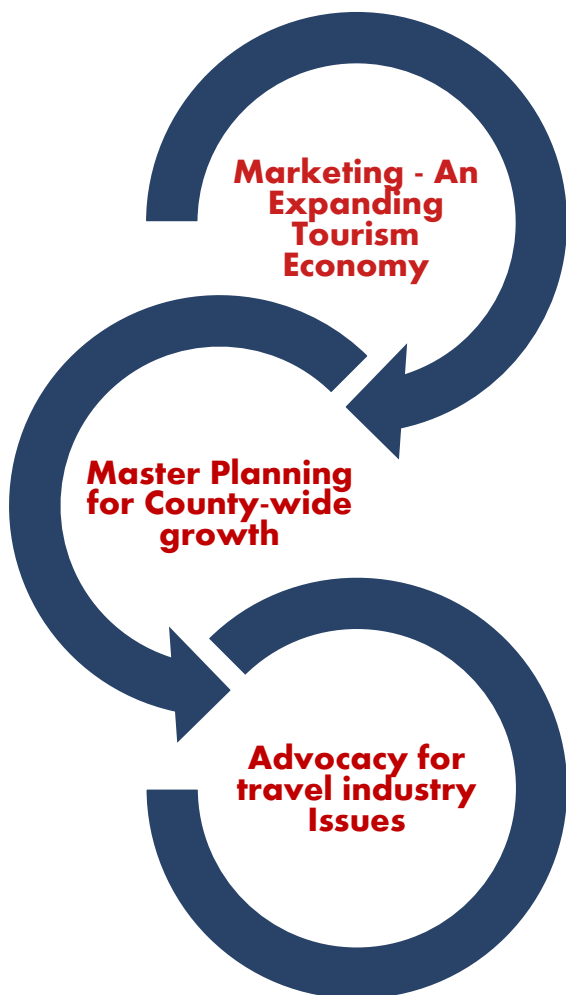 Marketing - An
Expanding
Tourism
Economy
Master Planning
for County-wide
growth
Advocacy for
travel industry
Issues